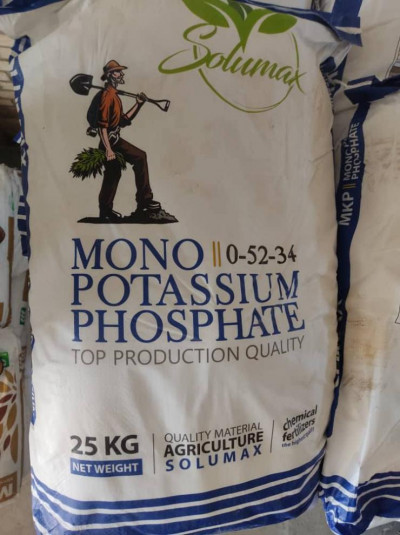 Solumax
MONO || 0-52-34
POTASSIUM
PHOSPHATE
TOP PRODUCTION QUALITY
25 KG
NET WEIGHT
QUALITY MATERIAL
AGRICULTURE
SOLUMAX
chemical
fertilizers
MKP || MONO
PHOSPHATE